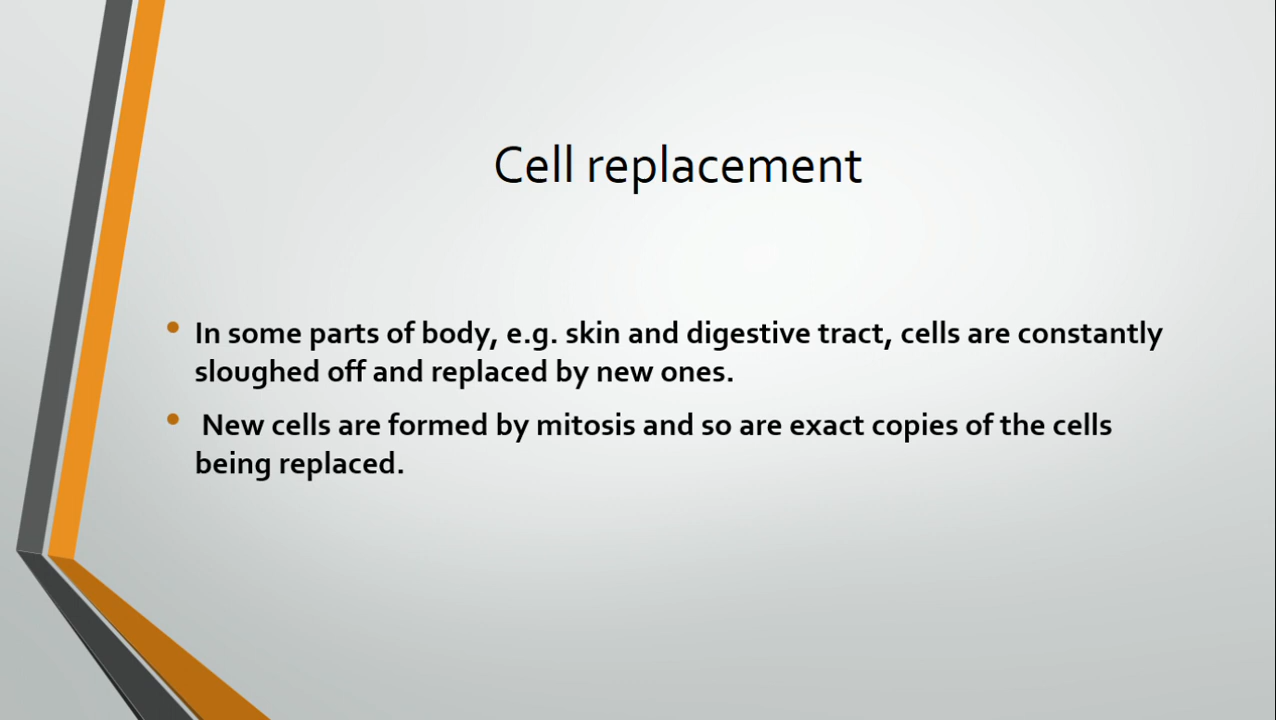 Cell replacement
• In some parts of body, e.g. skin and digestive tract, cells are constantly
sloughed off and replaced by new ones.
• New cells are formed by mitosis and so are exact copies of the cells
being replaced.